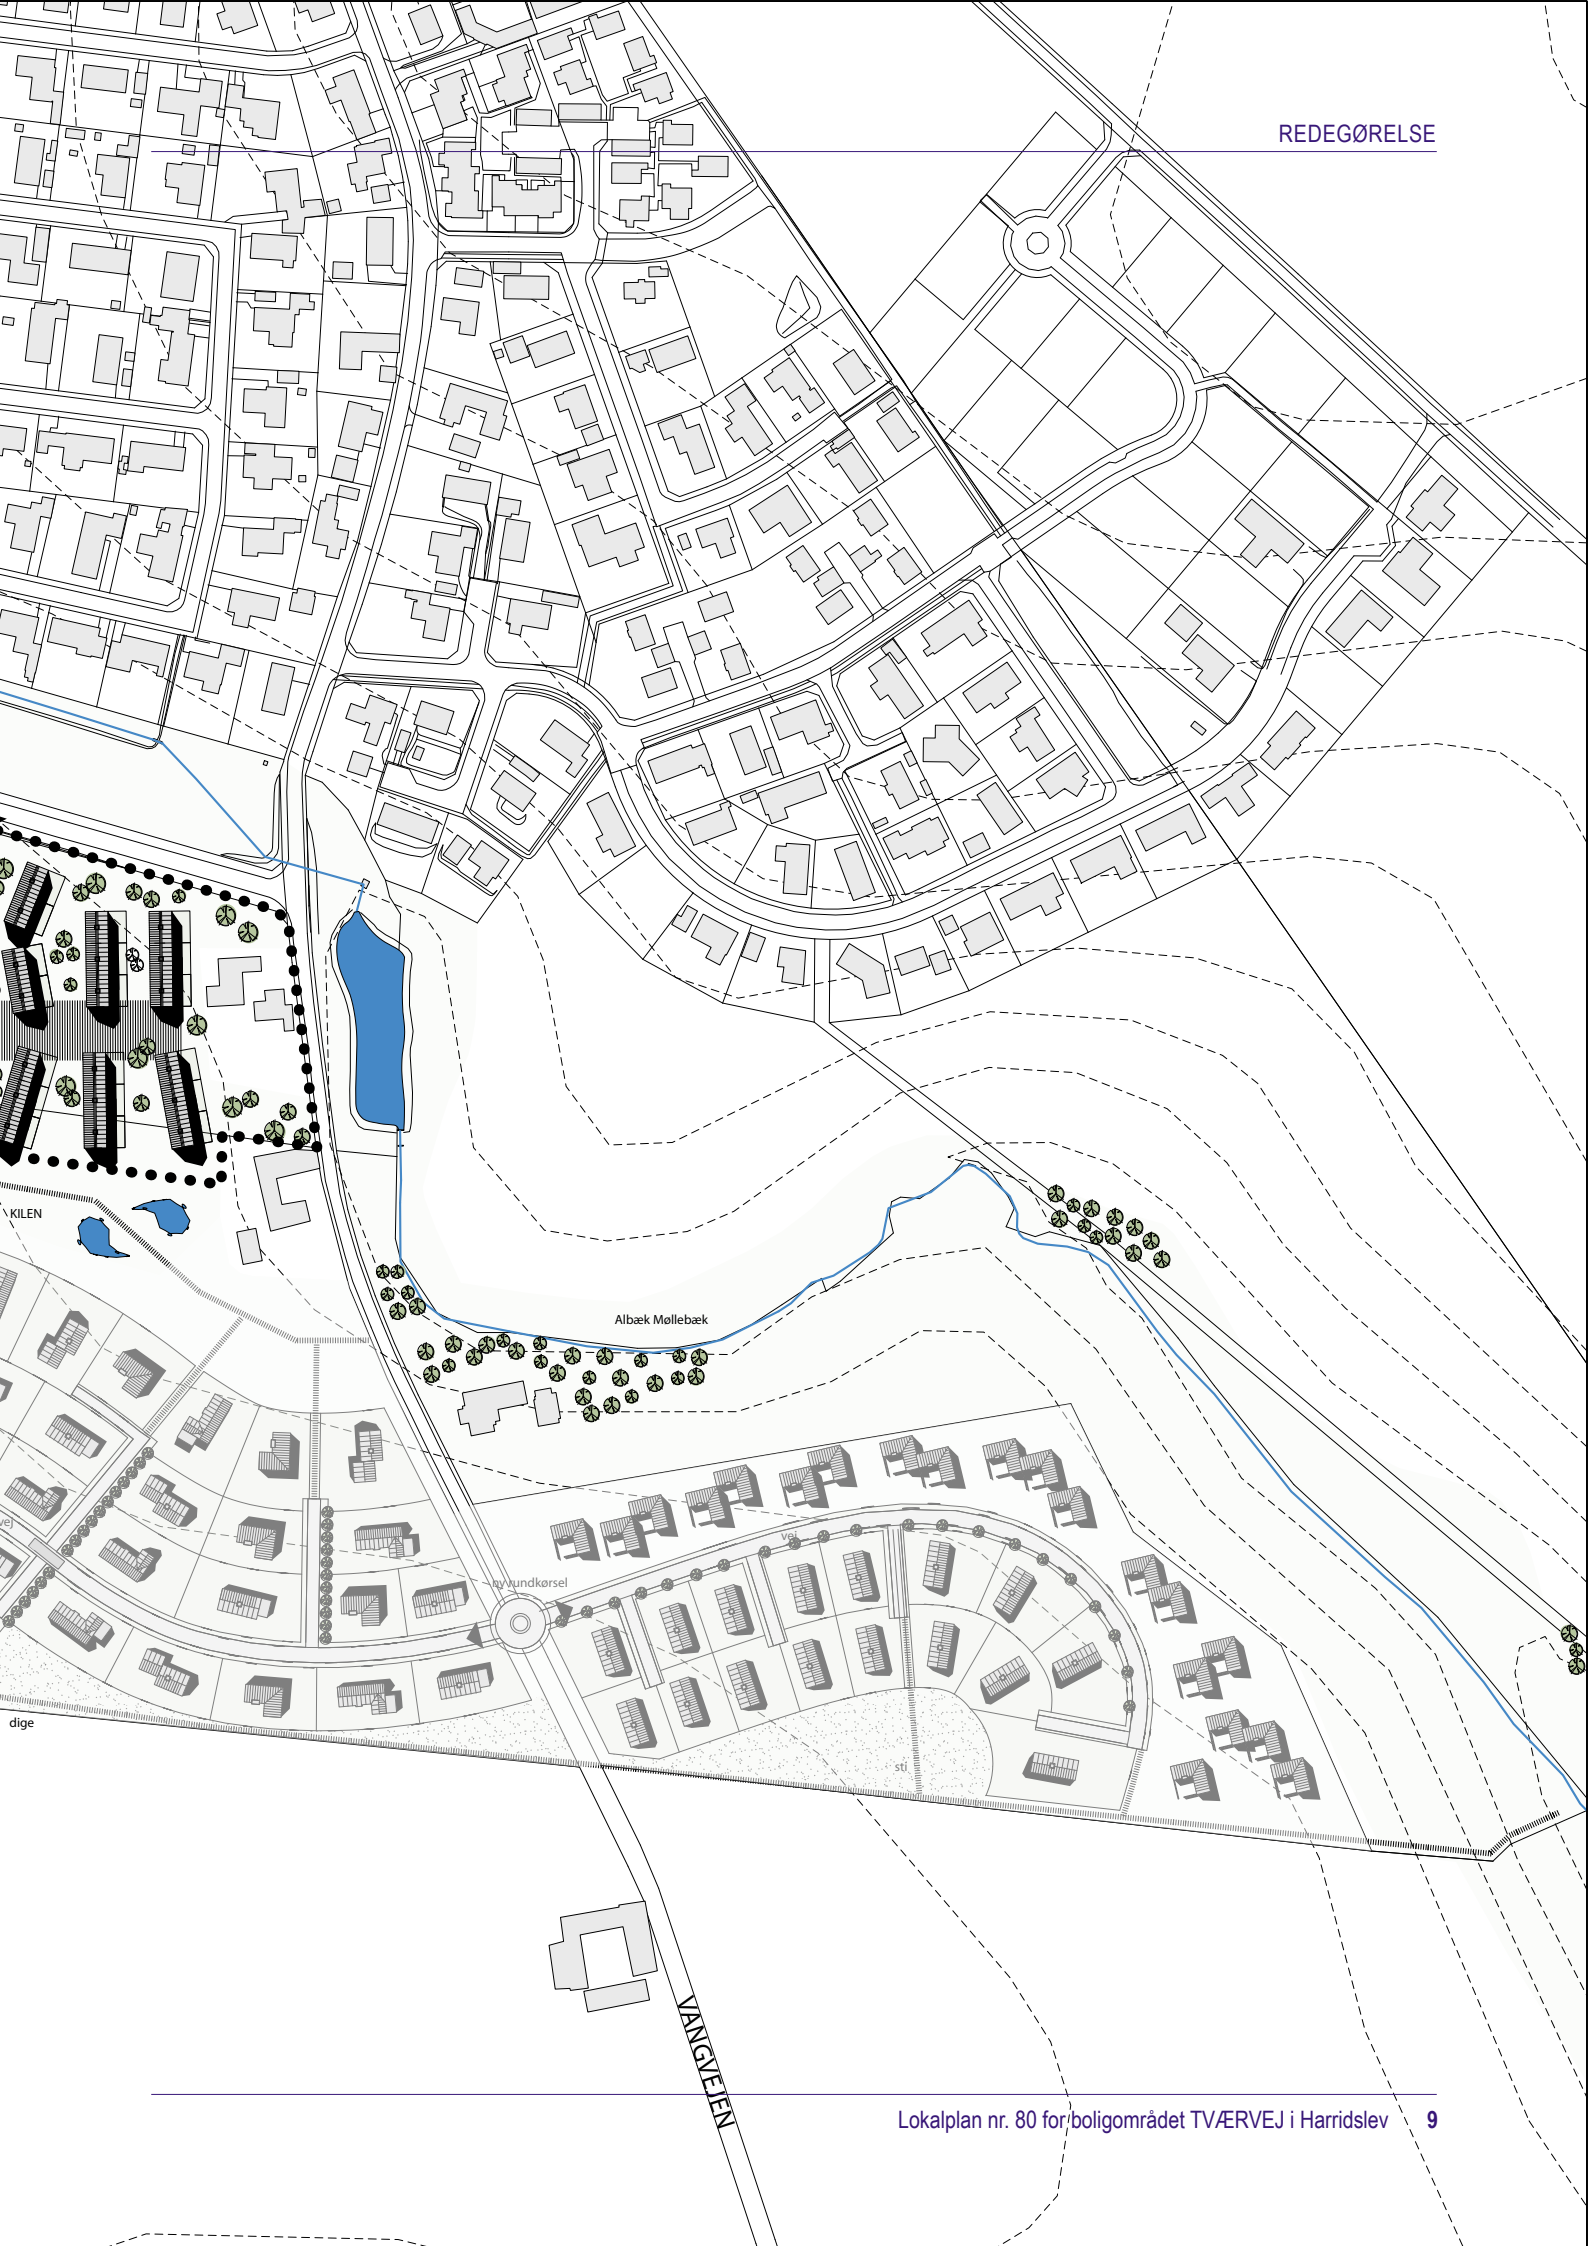 REDEGØRELSE
KILEN
Albæk Møllebæk
vej
vej
ny rundkørsel
dige
sti
VANGVEJEN
Lokalplan nr. 80 for boligområdet TVÆRVEJ i Harridslev 9